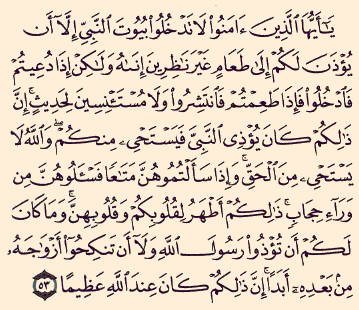 يَٰٓأَيُّهَا ٱلَّذِينَ ءَامَنُوا۟ لَا تَدْخُلُوا۟ بُيُوتَ ٱلنَّبِىِّ إِلَّآ أَن
يُؤْذَنَ لَكُمْ إِلَىٰ طَعَامٍ غَيْرَ نَٰظِرِينَ إِنَىٰهُ وَلَٰكِنْ إِذَا دُعِيتُمْ
فَٱدْخُلُوا۟ فَإِذَا طَعِمْتُمْ فَٱنتَشِرُوا۟ وَلَا مُسْتَـْٔنِسِينَ لِحَدِيثٍ ۚ إِنَّ
ذَٰلِكُمْ كَانَ يُؤْذِى ٱلنَّبِىَّ فَيَسْتَحْىِۦ مِنكُمْ ۖ وَٱللَّهُ لَا
يَسْتَحْىِۦ مِنَ ٱلْحَقِّ ۚ وَإِذَا سَأَلْتُمُوهُنَّ مَتَٰعًا فَسْـَٔلُوهُنَّ مِن
وَرَآءِ حِجَابٍ ۚ ذَٰلِكُمْ أَطْهَرُ لِقُلُوبِكُمْ وَقُلُوبِهِنَّ ۚ وَمَا كَانَ
لَكُمْ أَن تُؤْذُوا۟ رَسُولَ ٱللَّهِ وَلَآ أَن تَنكِحُوٓا۟ أَزْوَٰجَهُۥ
مِنۢ بَعْدِهِۦٓ أَبَدًا ۚ إِنَّ ذَٰلِكُمْ كَانَ عِندَ ٱللَّهِ عَظِيمًا ٥٣